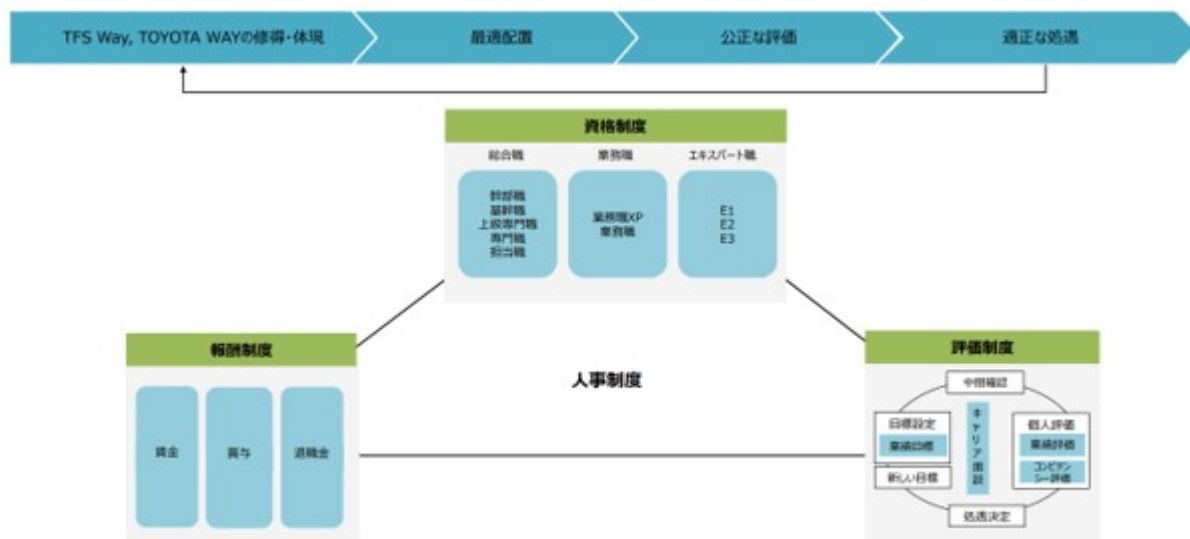 TFS Way, TOYOTA WAYの修得・体現
最適配置
公正な評価
適正な処遇
資格制度
総合職
業務職
エキスパート職
幹部職
基幹職
上級専門職
専門職
担当職
業務職XP
業務職
E1
E2
E3
報酬制度
賃金
賞与
退職金
人事制度
評価制度
中間確認
目標設定
業績目標
新しい目標
キャリア面談
個人評価
業績評価
コンピテン
シー評価
処遇決定